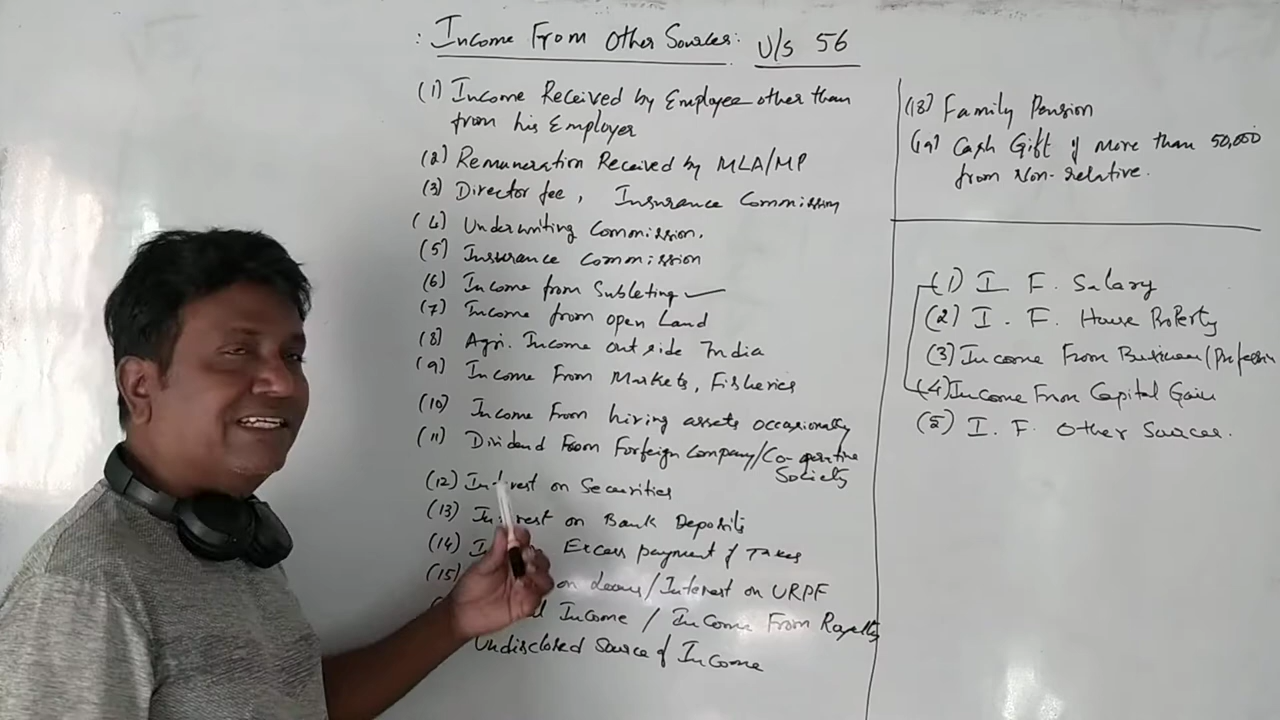 : Income From Other Sources: U/s 56
(1) Income Received by Employee other than
from his Employer
(2) Remuneration Received by MLA/MP
(3) Director fee, Insurance Commission
(4) Underwriting Commission.
(5) Insurance Commission
(6) Income from Subleting
(7) Income from open Land
(8) Agri. Income out side India
(9) Income From Markets, Fisheries
(10) Income From hiring assets occasionally
(11) Dividend From Forfeign Company/Co-operative
Society
(12) Interest on Securities
(13) Interest on Bank Deposits
(14) Excess payment of Taxes
(15) on Loans/Interest on URPF
Income / Income From Royalty
Undisclosed Source of Income
(18) Family Pension
(19) Cash Gift if more than 50,000
from Non-relative.
(1) I F. Salary
(2) I. F. House Property
(3) Income From Business/Profession
(4) Income From Capital Gain
(5) I. F. Other Sources.